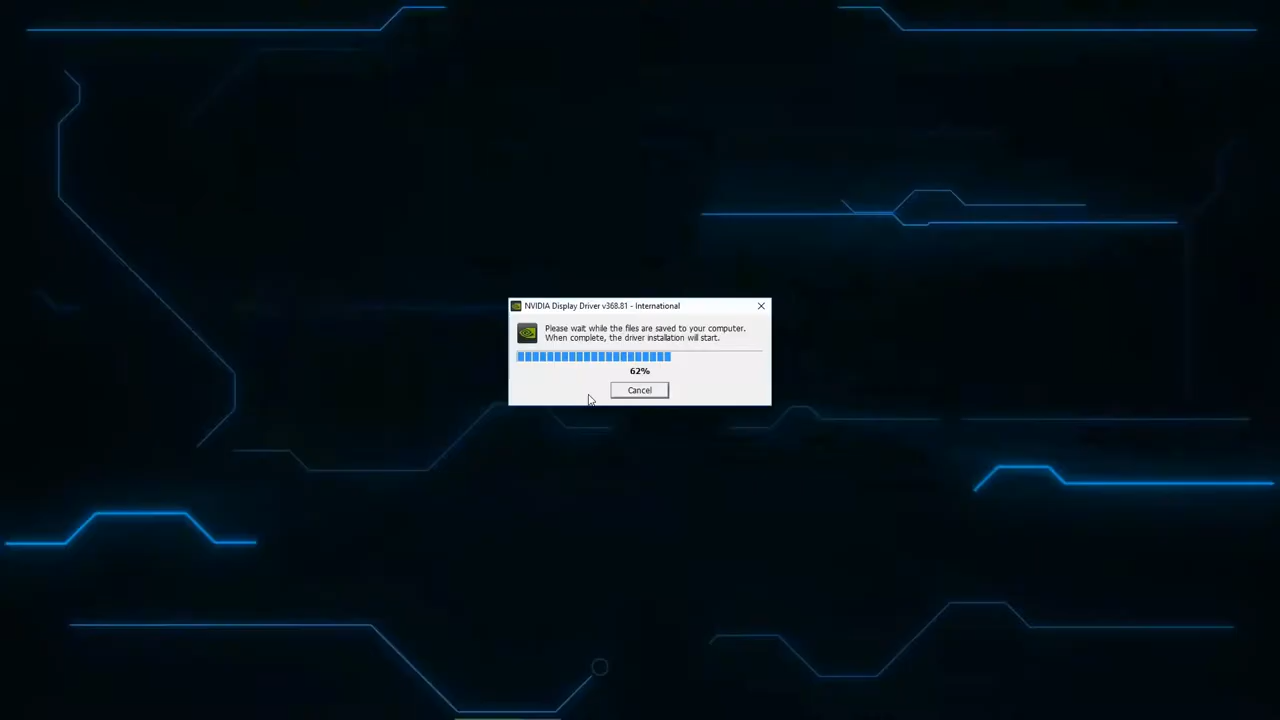 NVIDIA Display Driver v368.81 - International
Please wait while the files are saved to your computer.
When complete, the driver installation will start.
62%
Cancel